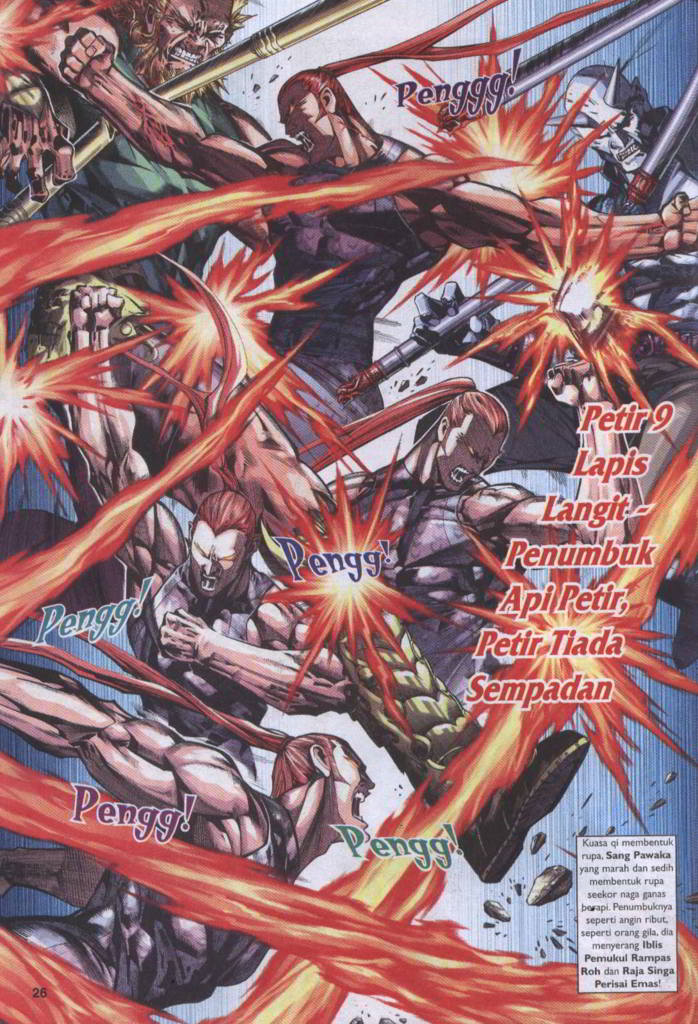 Penggg!
Petir 9
Lapis
Langit -
Penumbuk
Api Petir,
Petir Tiada
Sempadan
Pengg!
Pengg!
Pengg!
Pengg!
Kuasa qi membentuk
rupa, Sang Pawaka
yang marah dan sedih
membentuk rupa
seekor naga ganas
berapi. Penumbuknya
seperti angin ribut,
seperti orang gila, dia
menyerang Iblis
Pemukul Rampas
Roh dan Raja Singa
Perisai Emas!
26